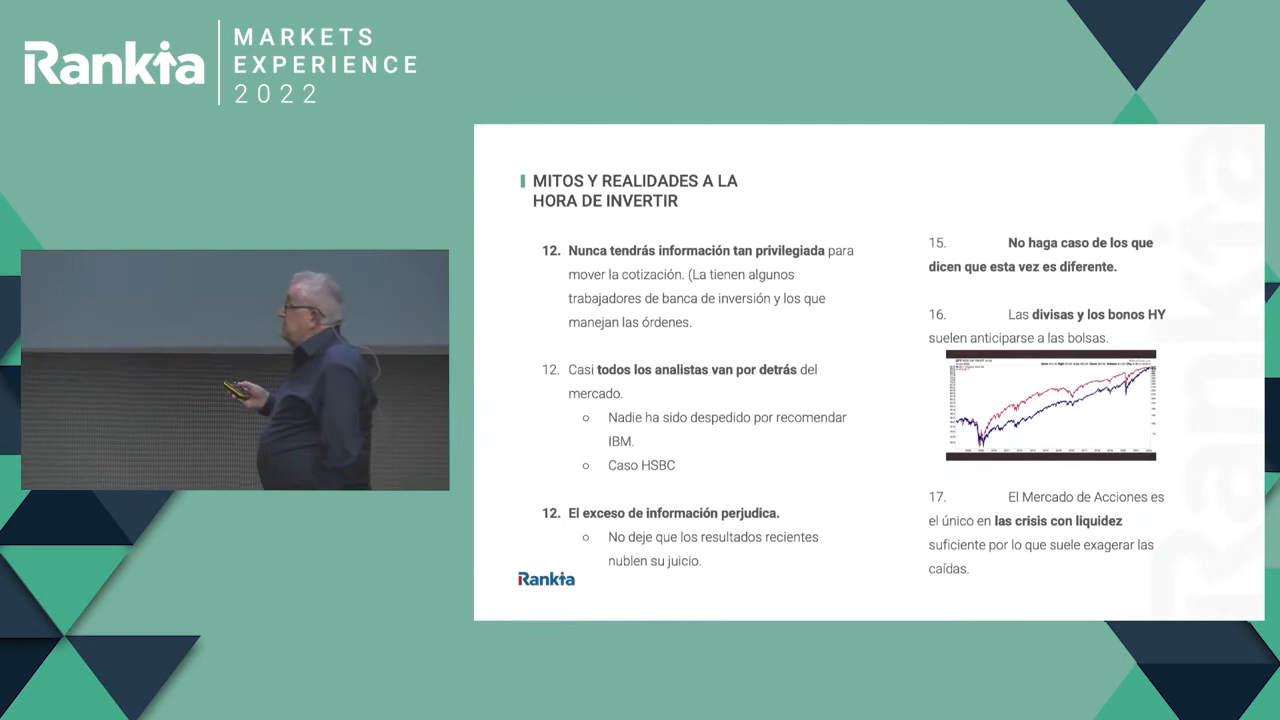 Rankia
MARKETS
EXPERIENCE
2022
MITOS Y REALIDADES A LA
HORA DE INVERTIR
12. Nunca tendrás información tan privilegiada para
mover la cotización. (La tienen algunos
trabajadores de banca de inversión y los que
manejan las órdenes.
12. Casi todos los analistas van por detrás del
mercado.
○ Nadie ha sido despedido por recomendar
IBM.
○ Caso HSBC
12. El exceso de información perjudica.
○ No deje que los resultados recientes
nublen su juicio.
Rankia
15. No haga caso de los que
dicen que esta vez es diferente.
16. Las divisas y los bonos HY
suelen anticiparse a las bolsas.
17. El Mercado de Acciones es
el único en las crisis con liquidez
suficiente por lo que suele exagerar las
caídas.
Rankia